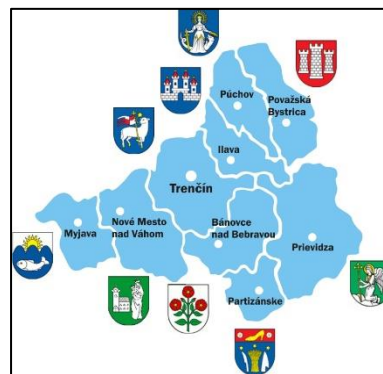 Púchov
Považská
Bystrica
Ilava
Trenčín
Nové Mesto
nad Váhom
Bánovce
nad Bebravou
Myjava
Prievidza
Partizánske